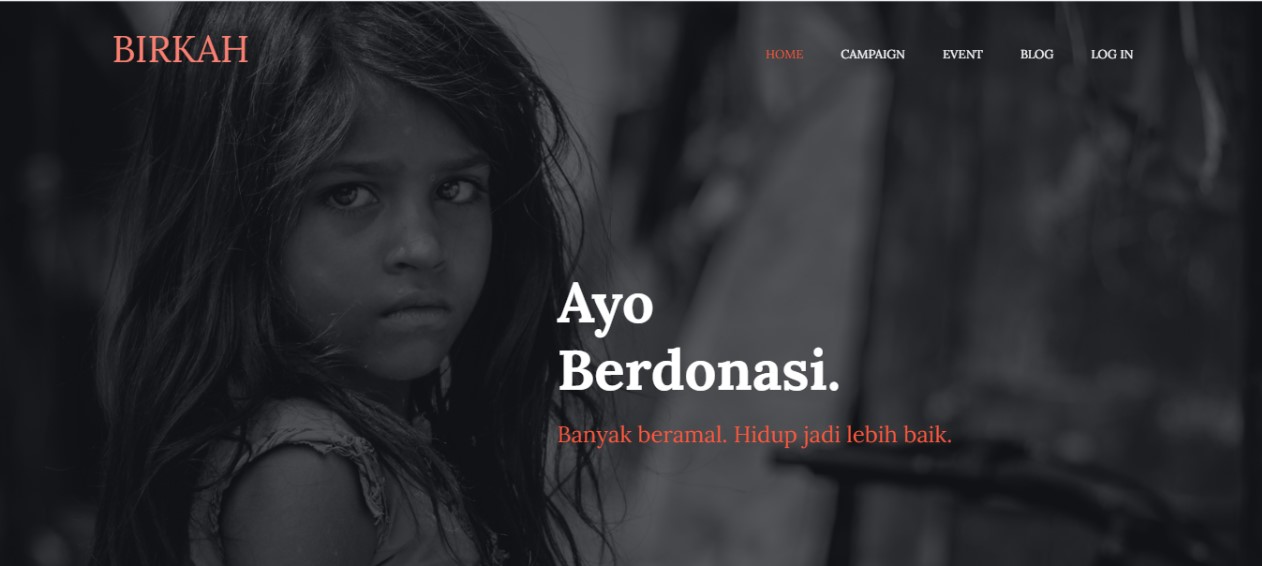 BIRKAH
HOME CAMPAIGN EVENT BLOG LOG IN
Ayo
Berdonasi.
Banyak beramal. Hidup jadi lebih baik.